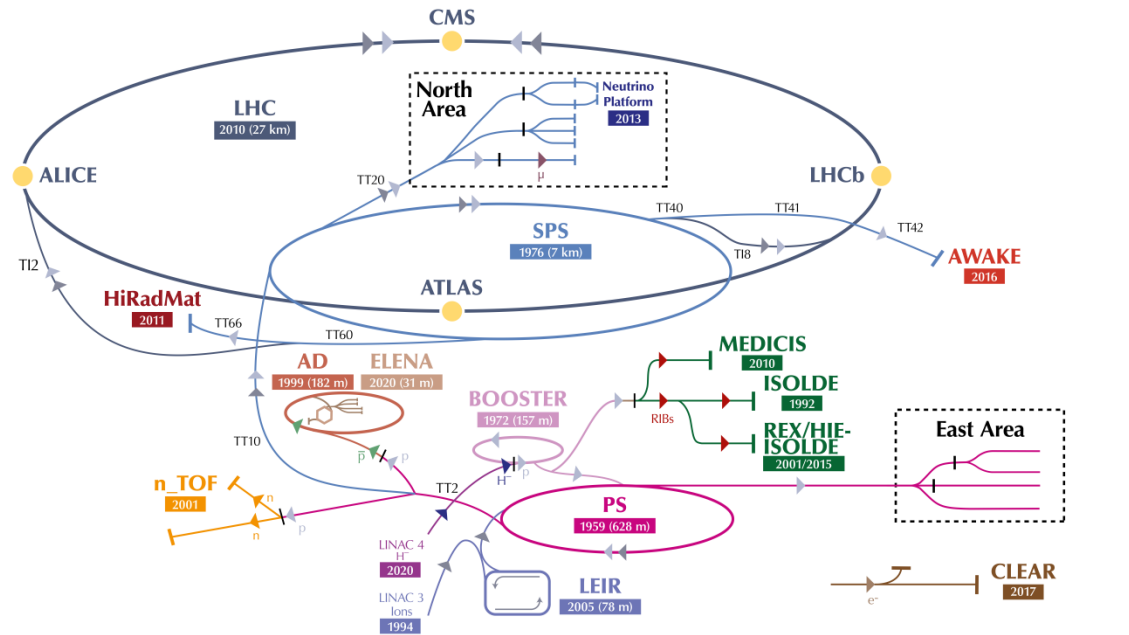 CMS
North
Area
Neutrino
Platform
2013
LHC
2010 (27 km)
ALICE
LHCb
μ
TT20
SPS
1976 (7 km)
TT40
TT41
TT42
TI8
AWAKE
2016
TI2
ATLAS
HiRadMat
2011
TT66
TT60
AD
1999 (182 m)
ELENA
2020 (31 m)
MEDICIS
2010
ISOLDE
1992
RIBs
REX/HIE-
ISOLDE
2001/2015
BOOSTER
1972 (157 m)
East Area
TT10
p̅
p
H⁻
p
TT2
n_TOF
2001
n
n
p
PS
1959 (628 m)
LINAC 4
H⁻
2020
LINAC 3
Ions
1994
LEIR
2005 (78 m)
CLEAR
2017
e⁻